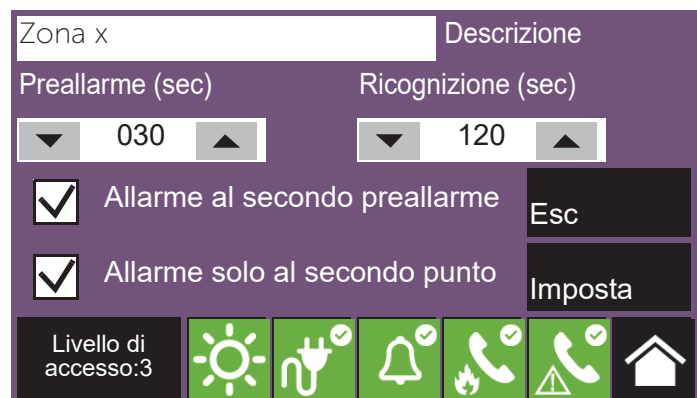 Zona x Descrizione
Preallarme (sec) Ricognizione (sec)
030 120
Allarme al secondo preallarme
Esc
Allarme solo al secondo punto
Imposta
Livello di
accesso:3